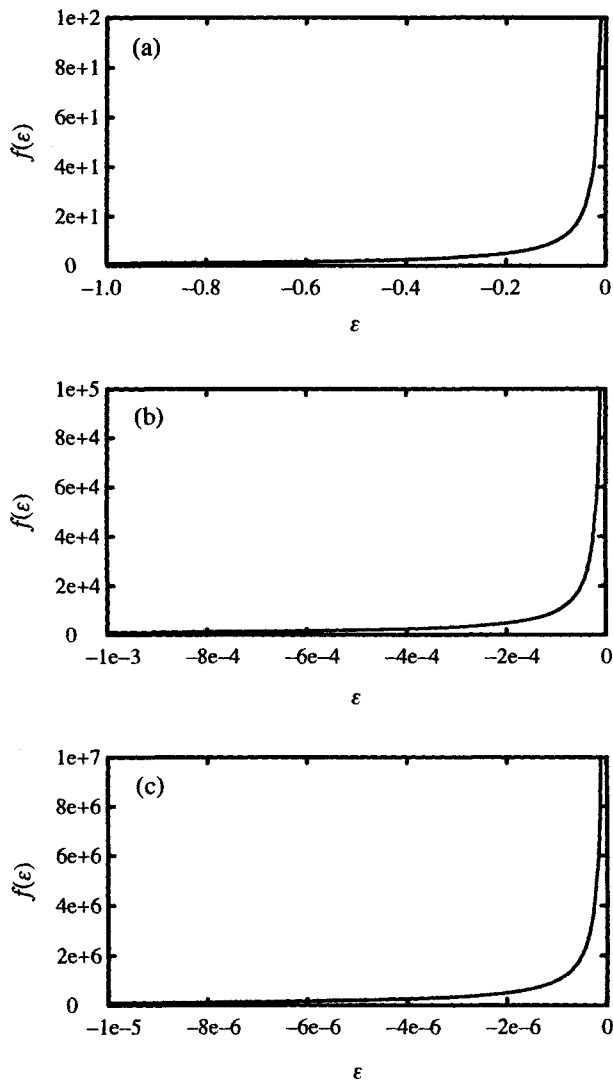 1e+2
(a)
8e+1
6e+1
f(ε)
4e+1
2e+1
0
−1.0 −0.8 −0.6 −0.4 −0.2 0
ε
1e+5
(b)
8e+4
6e+4
f(ε)
4e+4
2e+4
0
−1e−3 −8e−4 −6e−4 −4e−4 −2e−4 0
ε
1e+7
(c)
8e+6
6e+6
f(ε)
4e+6
2e+6
0
−1e−5 −8e−6 −6e−6 −4e−6 −2e−6 0
ε